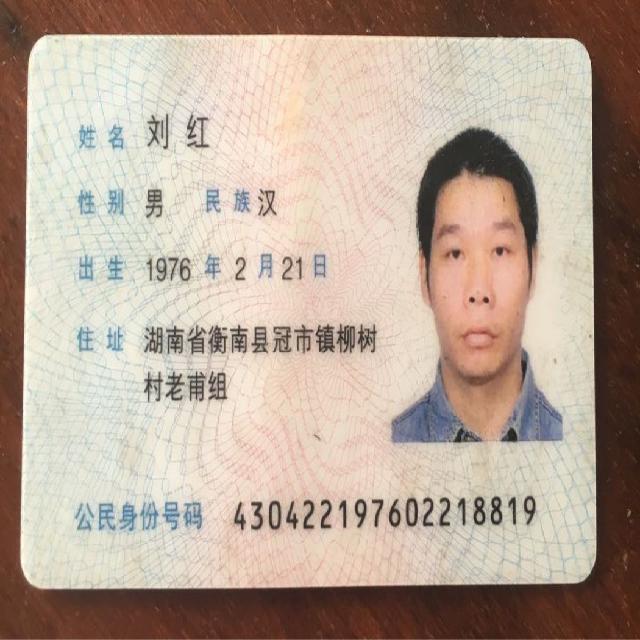 姓名 刘红
性别 男 民族 汉
出生 1976 年 2 月 21 日
住址 湖南省衡南县冠市镇柳树
村老甫组
公民身份号码 430422197602218819